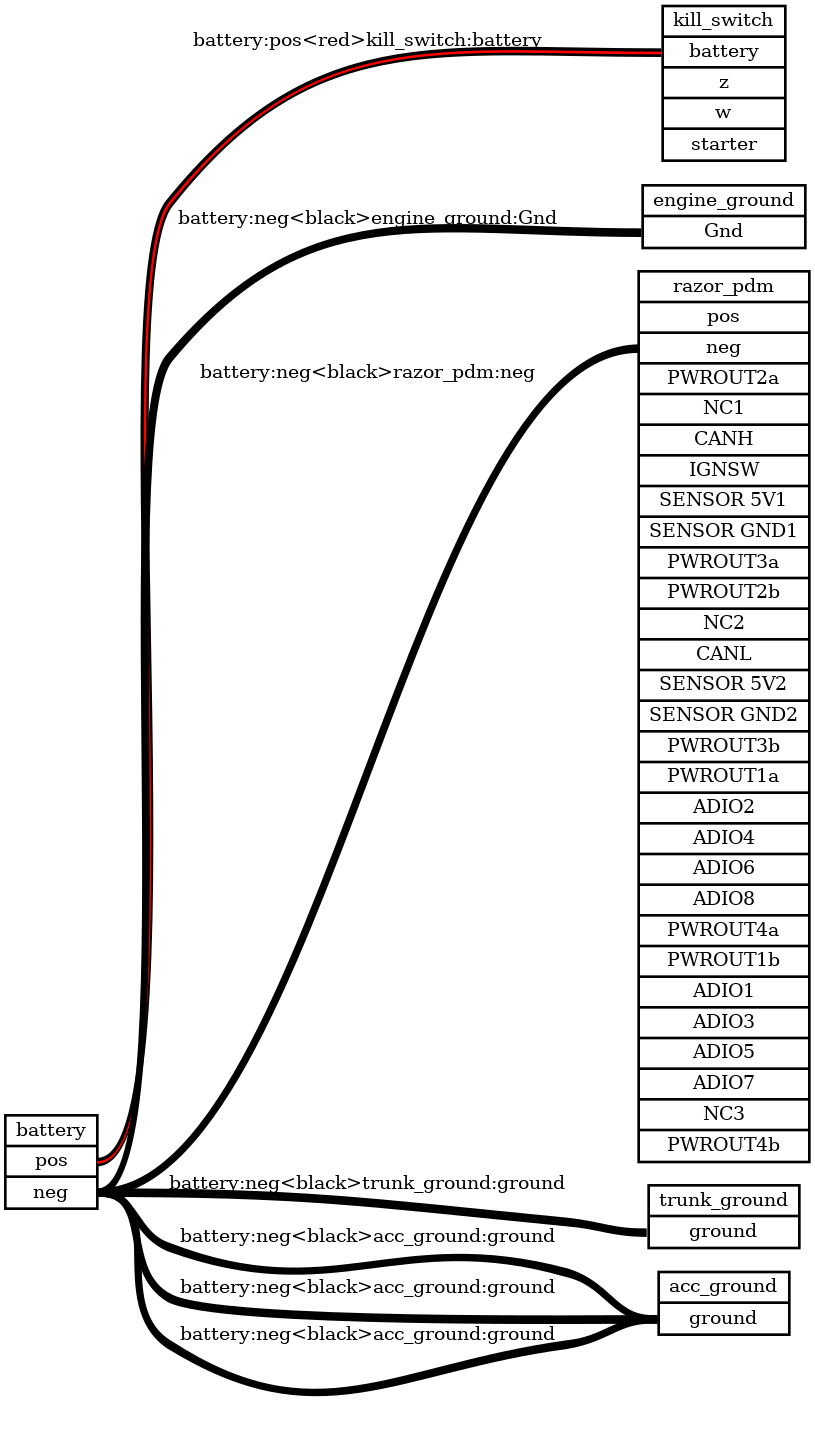 battery:pos<red>kill_switch:battery
kill_switch
battery
z
w
starter
battery:neg<black>engine_ground:Gnd
engine_ground
Gnd
battery:neg<black>razor_pdm:neg
razor_pdm
pos
neg
PWROUT2a
NC1
CANH
IGNSW
SENSOR 5V1
SENSOR GND1
PWROUT3a
PWROUT2b
NC2
CANL
SENSOR 5V2
SENSOR GND2
PWROUT3b
PWROUT1a
ADIO2
ADIO4
ADIO6
ADIO8
PWROUT4a
PWROUT1b
ADIO1
ADIO3
ADIO5
ADIO7
NC3
PWROUT4b
battery
pos
neg
battery:neg<black>trunk_ground:ground
trunk_ground
ground
battery:neg<black>acc_ground:ground
battery:neg<black>acc_ground:ground
battery:neg<black>acc_ground:ground
acc_ground
ground